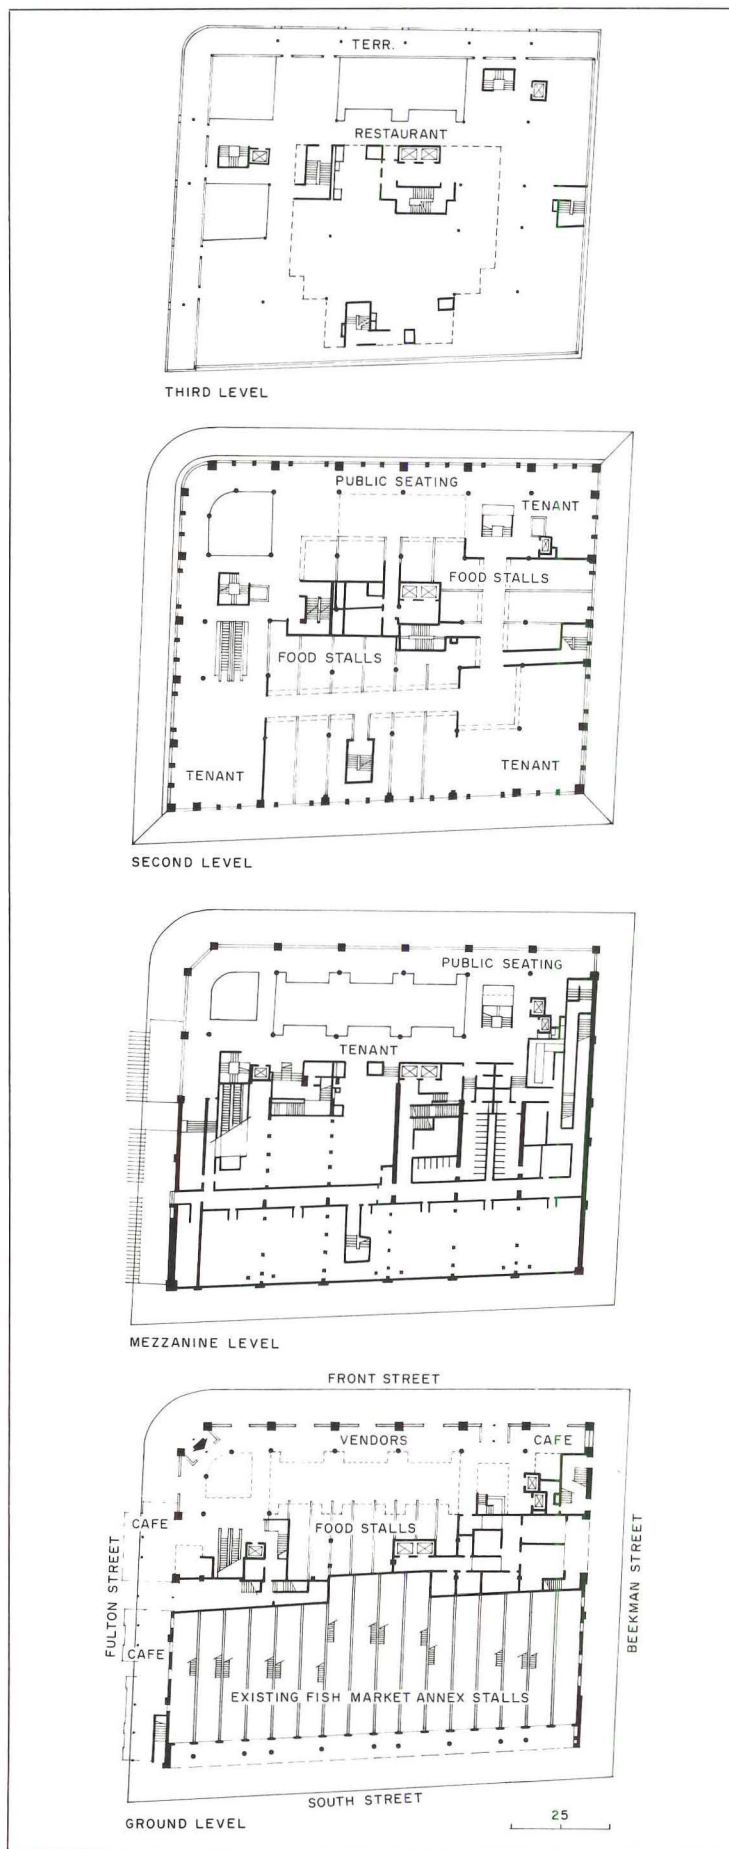 TERR.
RESTAURANT
THIRD LEVEL
PUBLIC SEATING
TENANT
FOOD STALLS
FOOD STALLS
TENANT
TENANT
SECOND LEVEL
PUBLIC SEATING
TENANT
MEZZANINE LEVEL
FRONT STREET
VENDORS
CAFE
CAFE
FOOD STALLS
FULTON STREET
BEEKMAN STREET
CAFE
EXISTING FISH MARKET ANNEX STALLS
SOUTH STREET
GROUND LEVEL
25